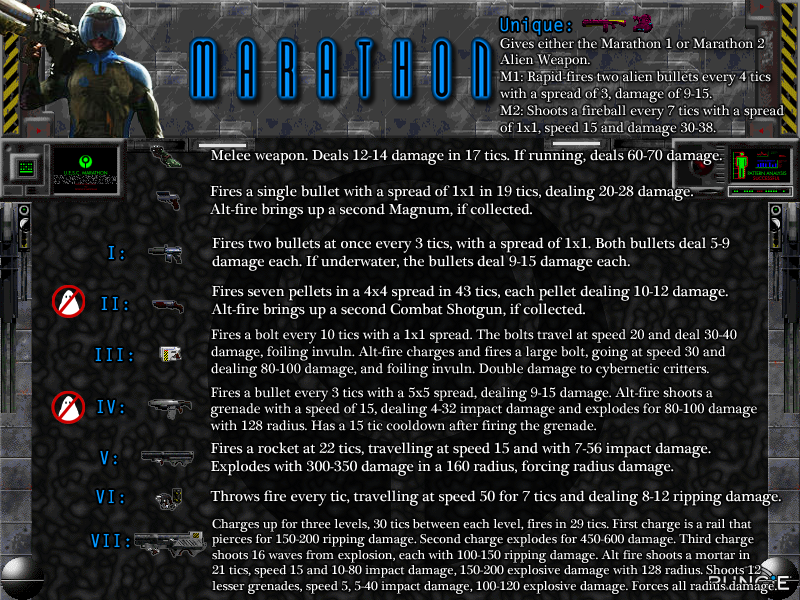 MARATHON
Unique:
Gives either the Marathon 1 or Marathon 2
Alien Weapon.
M1: Rapid-fires two alien bullets every 4 tics
with a spread of 3, damage of 9-15.
M2: Shoots a fireball every 7 tics with a spread
of 1x1, speed 15 and damage 30-38.
U.E.S.C. MARATHON
PATTERN ANALYSIS
Melee weapon. Deals 12-14 damage in 17 tics. If running, deals 60-70 damage.
Fires a single bullet with a spread of 1x1 in 19 tics, dealing 20-28 damage.
Alt-fire brings up a second Magnum, if collected.
I:
Fires two bullets at once every 3 tics, with a spread of 1x1. Both bullets deal 5-9
damage each. If underwater, the bullets deal 9-15 damage each.
II:
Fires seven pellets in a 4x4 spread in 43 tics, each pellet dealing 10-12 damage.
Alt-fire brings up a second Combat Shotgun, if collected.
III:
Fires a bolt every 10 tics with a 1x1 spread. The bolts travel at speed 20 and deal 30-40
damage, foiling invuln. Alt-fire charges and fires a large bolt, going at speed 30 and
dealing 80-100 damage, and foiling invuln. Double damage to cybernetic critters.
IV:
Fires a bullet every 3 tics with a 5x5 spread, dealing 9-15 damage. Alt-fire shoots a
grenade with a speed of 15, dealing 4-32 impact damage and explodes for 80-100 damage
with 128 radius. Has a 15 tic cooldown after firing the grenade.
V:
Fires a rocket at 22 tics, travelling at speed 15 and with 7-56 impact damage.
Explodes with 300-350 damage in a 160 radius, forcing radius damage.
VI:
Throws fire every tic, travelling at speed 50 for 7 tics and dealing 8-12 ripping damage.
VII:
Charges up for three levels, 30 tics between each level, fires in 29 tics. First charge is a rail that
pierces for 150-200 ripping damage. Second charge explodes for 450-600 damage. Third charge
shoots 16 waves from explosion, each with 100-150 ripping damage. Alt fire shoots a mortar in
21 tics, speed 15 and 10-80 impact damage, 150-200 explosive damage with 128 radius. Shoots 12
lesser grenades, speed 5, 5-40 impact damage, 100-120 explosive damage. Forces all radius damage.
BUNGIE